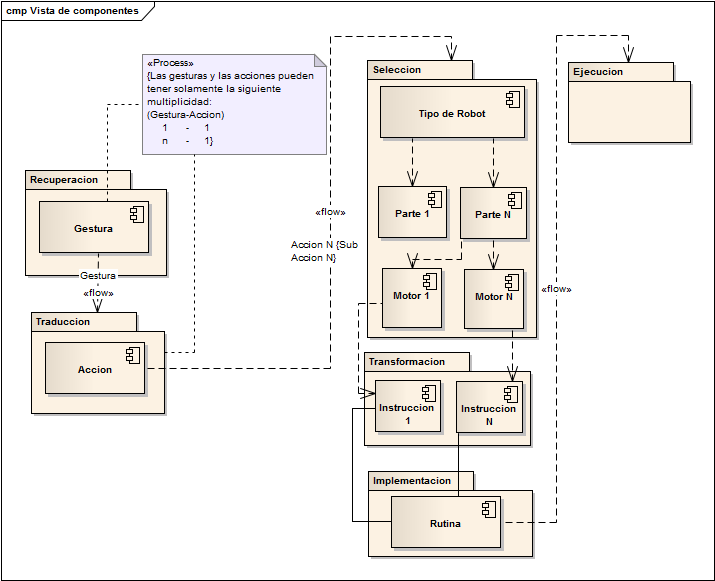 cmp Vista de componentes
«Process»
{Las gesturas y las acciones pueden
tener solamente la siguiente
multiplicidad:
(Gestura-Accion)
1 - 1
n - 1}
Recuperacion
Gestura
Gestura
«flow»
Traduccion
Accion
«flow»
Accion N {Sub
Accion N}
Seleccion
Tipo de Robot
Parte 1
Parte N
Motor 1
Motor N
Transformacion
Instruccion
1
Instruccion
N
Implementacion
Rutina
«flow»
Ejecucion